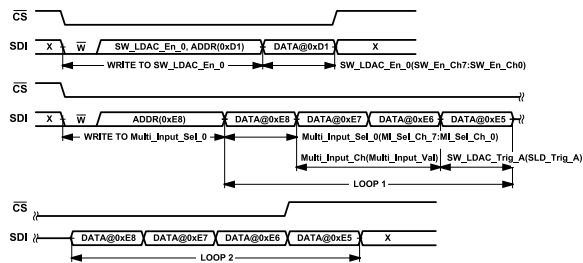 CS
SDI X W SW_LDAC_En_0, ADDR(0xD1) DATA@0xD1 X
WRITE TO SW_LDAC_En_0 SW_LDAC_En_0(SW_En_Ch7:SW_En_Ch0)
CS
SDI X W ADDR(0xE8) DATA@0xE8 DATA@0xE7 DATA@0xE6 DATA@0xE5
WRITE TO Multi_Input_Sel_0 Multi_Input_Sel_0(MI_Sel_Ch_7:MI_Sel_Ch_0)
Multi_Input_Ch(Multi_Input_Val) SW_LDAC_Trig_A(SLD_Trig_A)
LOOP 1
CS
SDI DATA@0xE8 DATA@0xE7 DATA@0xE6 DATA@0xE5 X
LOOP 2